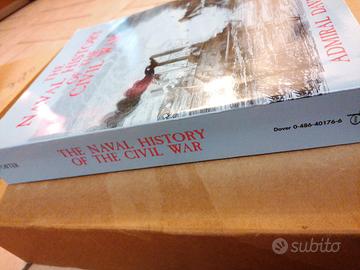 THE
NAVAL HISTORY
OF THE
CIVIL WAR
ADMIRAL DAV
PORTER
THE NAVAL HISTORY
OF THE CIVIL WAR
Dover 0-486-40176-6
subito